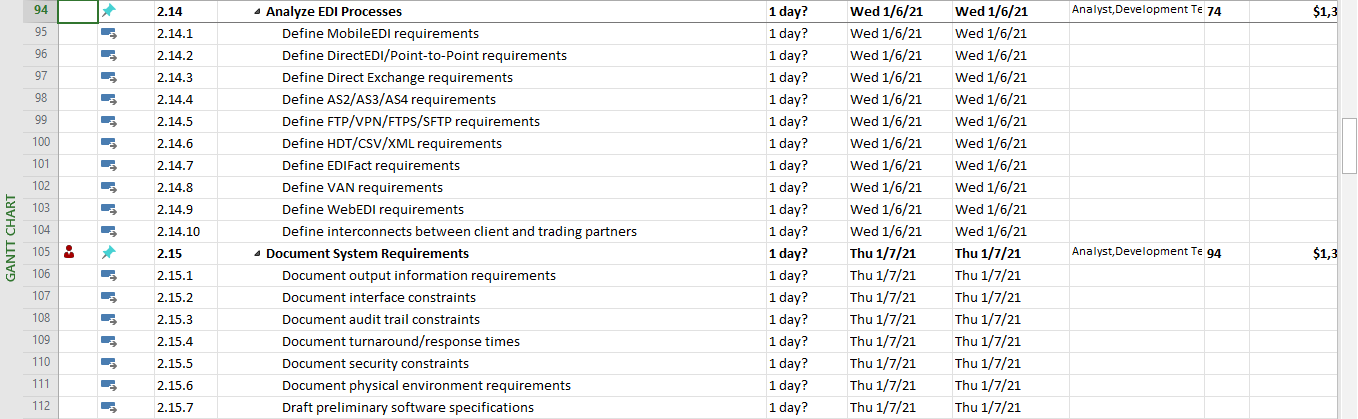 94 2.14 Analyze EDI Processes 1 day? Wed 1/6/21 Wed 1/6/21 Analyst,Development Te 74 $1,3
95 2.14.1 Define MobileEDI requirements 1 day? Wed 1/6/21 Wed 1/6/21
96 2.14.2 Define DirectEDI/Point-to-Point requirements 1 day? Wed 1/6/21 Wed 1/6/21
97 2.14.3 Define Direct Exchange requirements 1 day? Wed 1/6/21 Wed 1/6/21
98 2.14.4 Define AS2/AS3/AS4 requirements 1 day? Wed 1/6/21 Wed 1/6/21
99 2.14.5 Define FTP/VPN/FTPS/SFTP requirements 1 day? Wed 1/6/21 Wed 1/6/21
100 2.14.6 Define HDT/CSV/XML requirements 1 day? Wed 1/6/21 Wed 1/6/21
101 2.14.7 Define EDIFact requirements 1 day? Wed 1/6/21 Wed 1/6/21
102 2.14.8 Define VAN requirements 1 day? Wed 1/6/21 Wed 1/6/21
103 2.14.9 Define WebEDI requirements 1 day? Wed 1/6/21 Wed 1/6/21
104 2.14.10 Define interconnects between client and trading partners 1 day? Wed 1/6/21 Wed 1/6/21
105 2.15 Document System Requirements 1 day? Thu 1/7/21 Thu 1/7/21 Analyst,Development Te 94 $1,3
106 2.15.1 Document output information requirements 1 day? Thu 1/7/21 Thu 1/7/21
107 2.15.2 Document interface constraints 1 day? Thu 1/7/21 Thu 1/7/21
108 2.15.3 Document audit trail constraints 1 day? Thu 1/7/21 Thu 1/7/21
109 2.15.4 Document turnaround/response times 1 day? Thu 1/7/21 Thu 1/7/21
110 2.15.5 Document security constraints 1 day? Thu 1/7/21 Thu 1/7/21
111 2.15.6 Document physical environment requirements 1 day? Thu 1/7/21 Thu 1/7/21
112 2.15.7 Draft preliminary software specifications 1 day? Thu 1/7/21 Thu 1/7/21
GANTT CHART